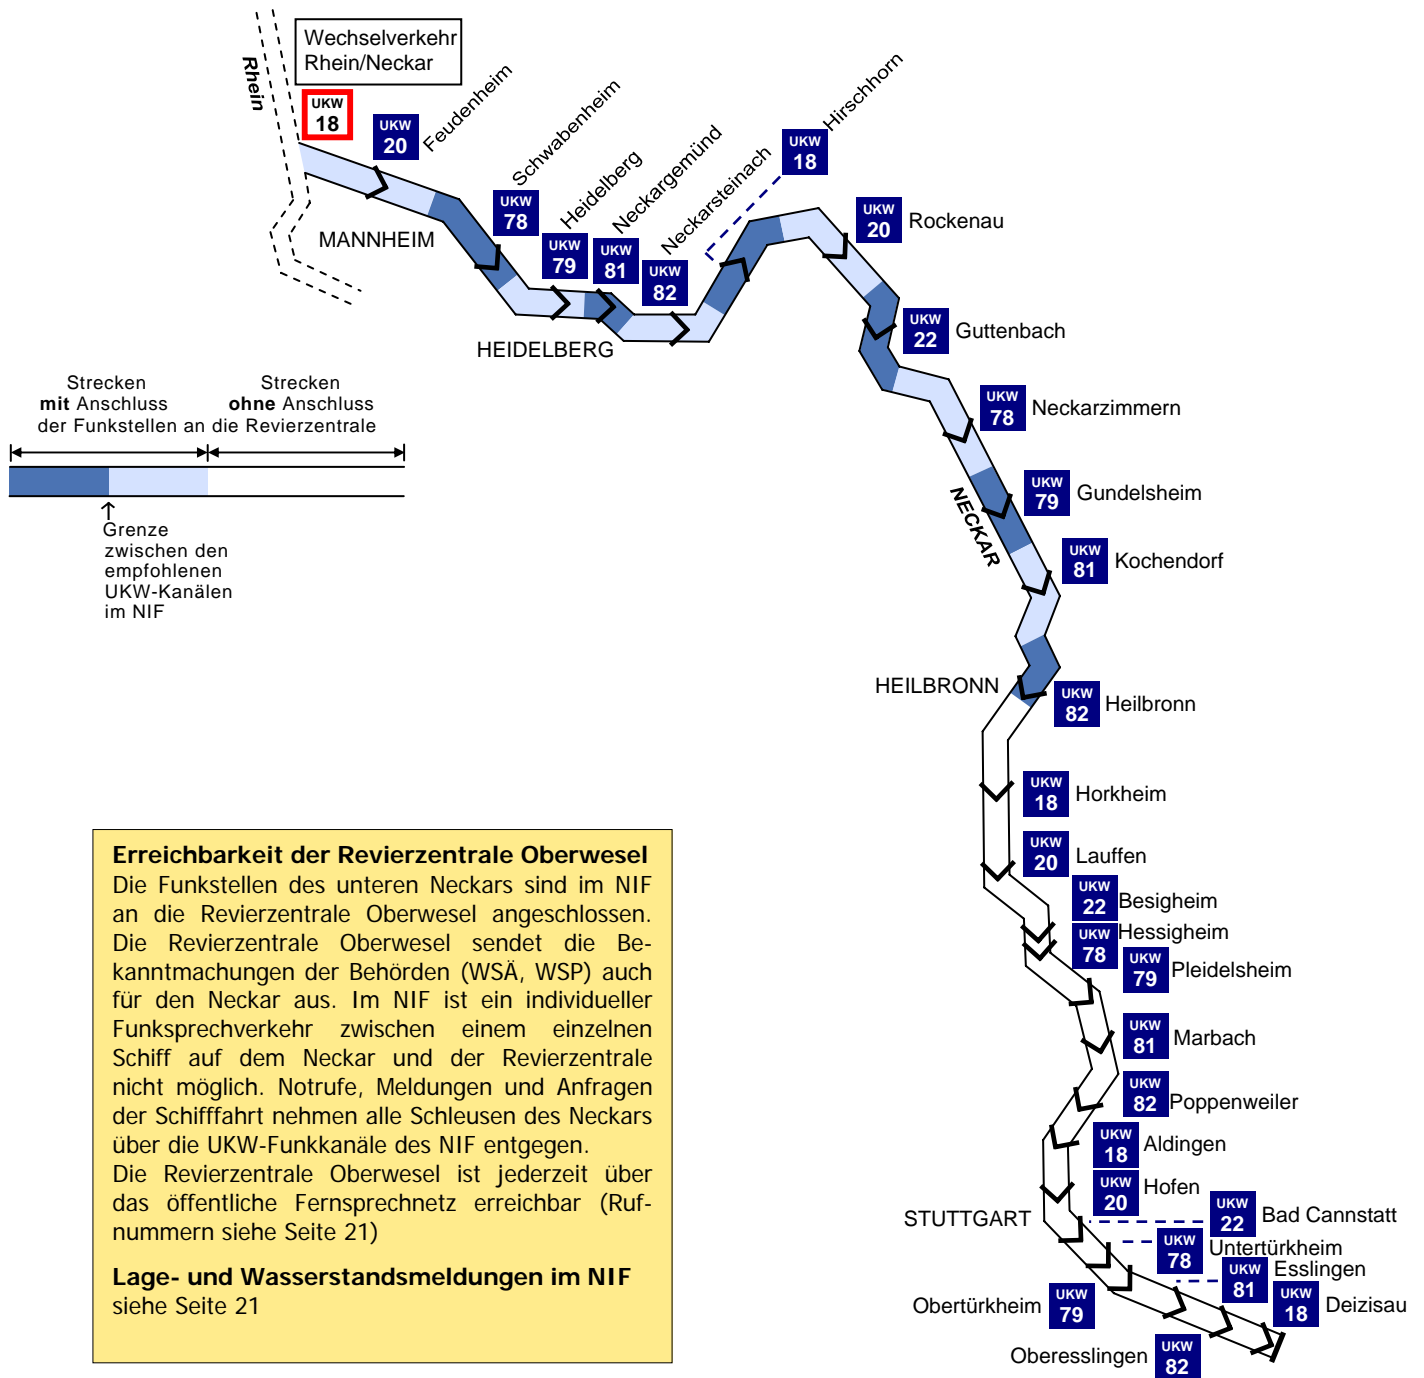 Wechselverkehr
Rhein/Neckar
Rhein
UKW
18
UKW
20
Feudenheim
UKW
78
Schwabenheim
UKW
79
Heidelberg
UKW
81
Neckargemünd
UKW
82
Neckarsteinach
UKW
18
Hirschhorn
UKW
20
Rockenau
MANNHEIM
HEIDELBERG
UKW
22
Guttenbach
UKW
78
Neckarzimmern
UKW
79
Gundelsheim
NECKAR
UKW
81
Kochendorf
HEILBRONN
UKW
82
Heilbronn
Strecken
mit Anschluss
Strecken
ohne Anschluss
der Funkstellen an die Revierzentrale
Grenze
zwischen den
empfohlenen
UKW-Kanälen
im NIF
UKW
18
Horkheim
UKW
20
Lauffen
UKW
22
Besigheim
UKW
78
Hessigheim
UKW
79
Pleidelsheim
UKW
81
Marbach
UKW
82
Poppenweiler
UKW
18
Aldingen
UKW
20
Hofen
STUTTGART
UKW
22
Bad Cannstatt
UKW
78
Untertürkheim
Obertürkheim
UKW
79
UKW
81
Esslingen
Oberesslingen
UKW
82
UKW
18
Deizisau
Erreichbarkeit der Revierzentrale Oberwesel
Die Funkstellen des unteren Neckars sind im NIF
an die Revierzentrale Oberwesel angeschlossen.
Die Revierzentrale Oberwesel sendet die Be-
kanntmachungen der Behörden (WSÄ, WSP) auch
für den Neckar aus. Im NIF ist ein individueller
Funksprechverkehr zwischen einem einzelnen
Schiff auf dem Neckar und der Revierzentrale
nicht möglich. Notrufe, Meldungen und Anfragen
der Schifffahrt nehmen alle Schleusen des Neckars
über die UKW-Funkkanäle des NIF entgegen.
Die Revierzentrale Oberwesel ist jederzeit über
das öffentliche Fernsprechnetz erreichbar (Ruf-
nummern siehe Seite 21)
Lage- und Wasserstandsmeldungen im NIF
siehe Seite 21